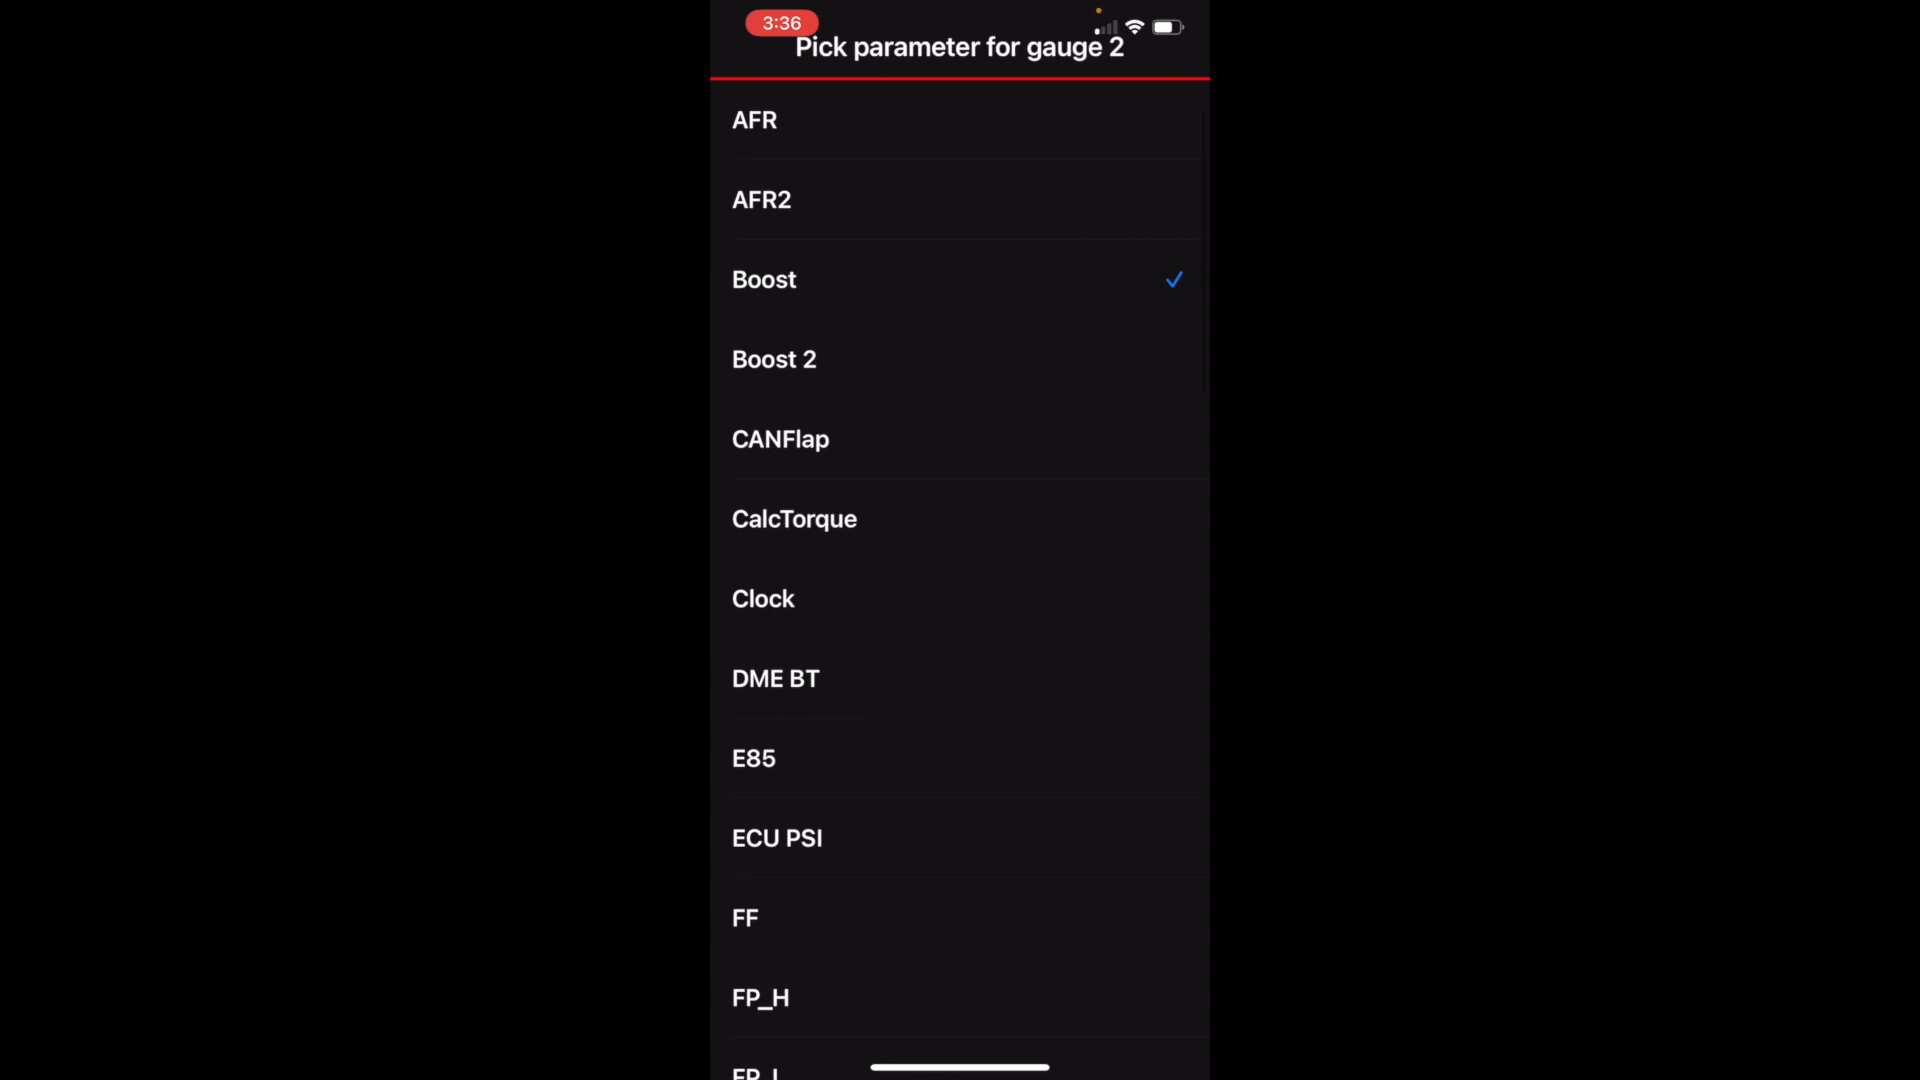 3:36
Pick parameter for gauge 2
AFR
AFR2
Boost
Boost 2
CANFlap
CalcTorque
Clock
DME BT
E85
ECU PSI
FF
FP_H